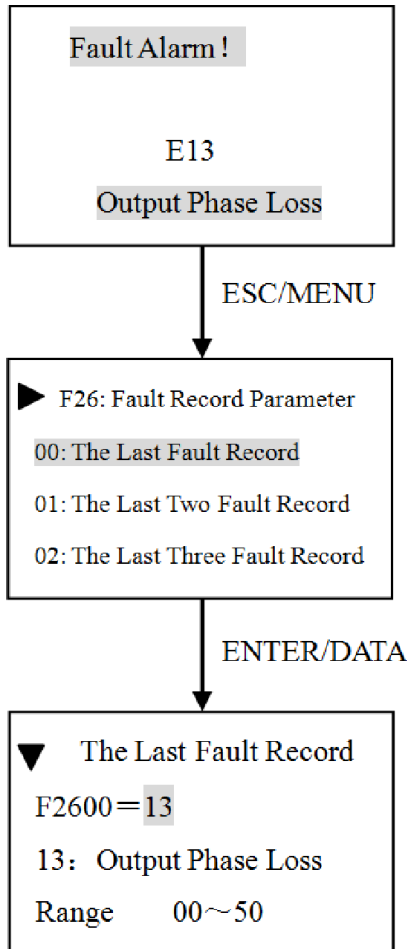 Fault Alarm！
E13
Output Phase Loss
ESC/MENU
F26: Fault Record Parameter
00: The Last Fault Record
01: The Last Two Fault Record
02: The Last Three Fault Record
ENTER/DATA
The Last Fault Record
F2600＝13
13：Output Phase Loss
Range 00～50